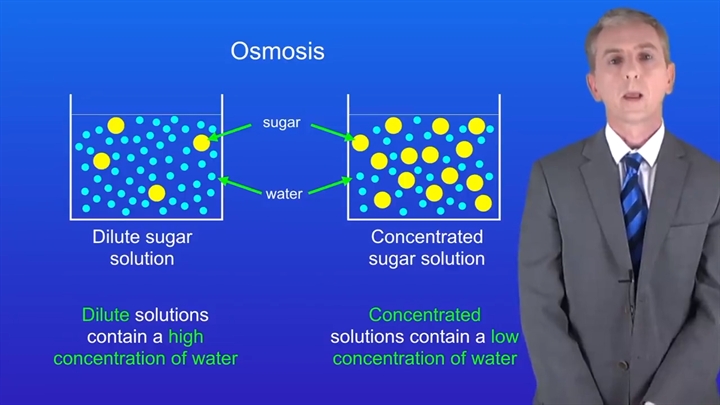 Osmosis
sugar
water
Dilute sugar
solution
Concentrated
sugar solution
Dilute solutions
contain a high
concentration of water
Concentrated
solutions contain a low
concentration of water